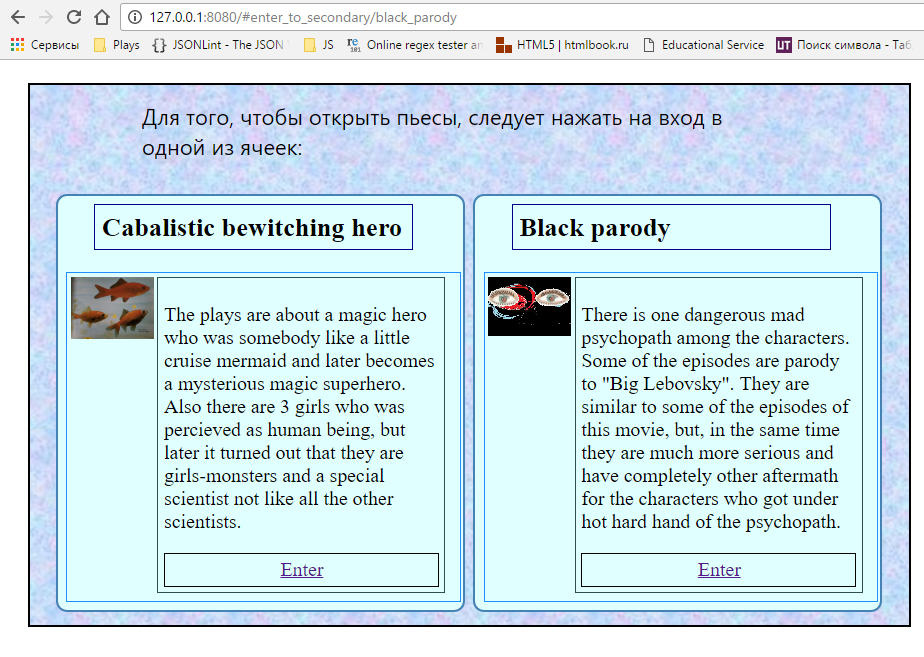 127.0.0.1:8080/#enter_to_secondary/black_parody
Сервисы Plays JSONLint - The JSON JS Online regex tester an HTML5 | htmlbook.ru Educational Service Поиск символа - Таб
Для того, чтобы открыть пьесы, следует нажать на вход в
одной из ячеек:
Cabalistic bewitching hero
The plays are about a magic hero
who was somebody like a little
cruise mermaid and later becomes
a mysterious magic superhero.
Also there are 3 girls who was
percieved as human being, but
later it turned out that they are
girls-monsters and a special
scientist not like all the other
scientists.
Enter
Black parody
There is one dangerous mad
psychopath among the characters.
Some of the episodes are parody
to "Big Lebovsky". They are
similar to some of the episodes of
this movie, but, in the same time
they are much more serious and
have completely other aftermath
for the characters who got under
hot hard hand of the psychopath.
Enter